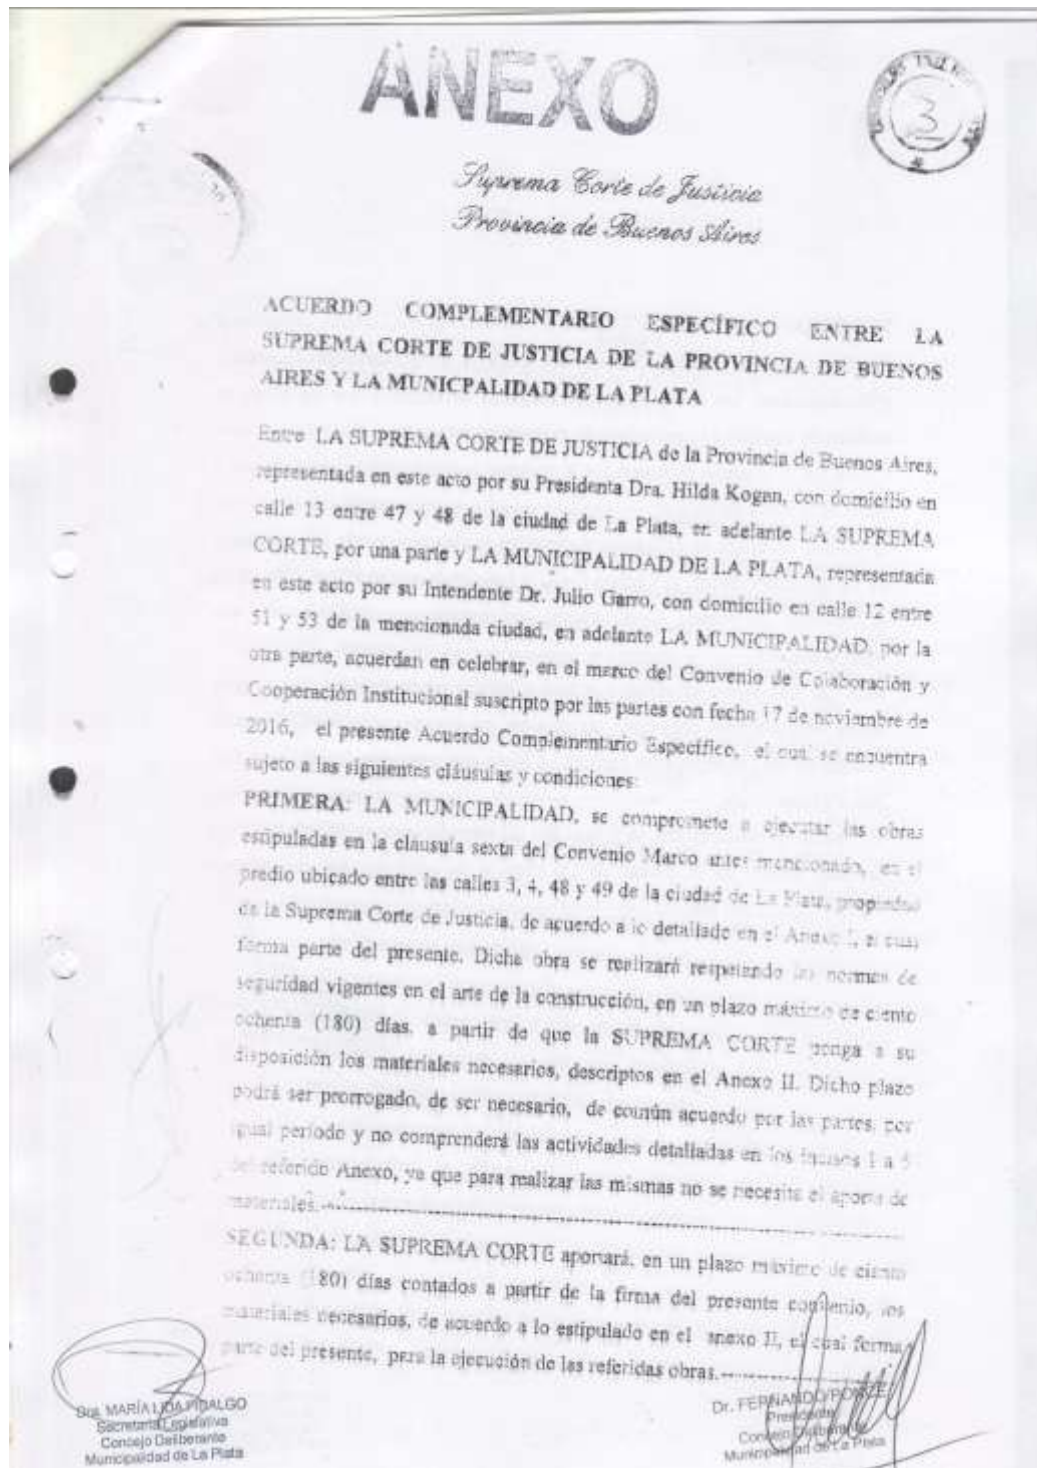 ANEXO
3
Suprema Corte de Justicia
Provincia de Buenos Aires
ACUERDO COMPLEMENTARIO ESPECÍFICO ENTRE LA
SUPREMA CORTE DE JUSTICIA DE LA PROVINCIA DE BUENOS
AIRES Y LA MUNICPALIDAD DE LA PLATA
Entre LA SUPREMA CORTE DE JUSTICIA de la Provincia de Buenos Aires,
representada en este acto por su Presidenta Dra. Hilda Kogan, con domicilio en
calle 13 entre 47 y 48 de la ciudad de La Plata, en adelante LA SUPREMA
CORTE, por una parte y LA MUNICIPALIDAD DE LA PLATA, representada
en este acto por su Intendente Dr. Julio Garro, con domicilio en calle 12 entre
51 y 53 de la mencionada ciudad, en adelante LA MUNICIPALIDAD, por la
otra parte, acuerdan en celebrar, en el marco del Convenio de Colaboración y
Cooperación Institucional suscripto por las partes con fecha 17 de noviembre de
2016, el presente Acuerdo Complementario Específico, el cual se encuentra
sujeto a las siguientes cláusulas y condiciones:
PRIMERA: LA MUNICIPALIDAD, se compromete a ejecutar las obras
estipuladas en la clausula sexta del Convenio Marco antes mencionado, en el
predio ubicado entre las calles 3, 4, 48 y 49 de la ciudad de La Plata, propiedad
de la Suprema Corte de Justicia, de acuerdo a lo detallado en el Anexo I, el cual
forma parte del presente. Dicha obra se realizará respetando las normas de
seguridad vigentes en el arte de la construcción, en un plazo máximo de ciento
ochenta (180) días, a partir de que la SUPREMA CORTE ponga a su
disposición los materiales necesarios, descriptos en el Anexo II. Dicho plazo
podrá ser prorrogado, de ser necesario, de común acuerdo por las partes, por
igual período y no comprenderá las actividades detalladas en los incisos 1 a
del referido Anexo, ya que para realizar las mismas no se necesita el aporte de
materiales.-----------------------------------------------
SEGUNDA: LA SUPREMA CORTE aportará, en un plazo máximo de ciento
ochenta (180) días contados a partir de la firma del presente convenio, los
materiales necesarios, de acuerdo a lo estipulado en el anexo II, el cual forma
parte del presente, para la ejecución de las referidas obras.----------------
Dra. MARÍA LIDA FIDALGO
Secretaria Legislativa
Concejo Deliberante
Municipalidad de La Plata
Dr. FERNANDO PONCE
Presidente
Concejo Deliberante
Municipalidad de La Plata